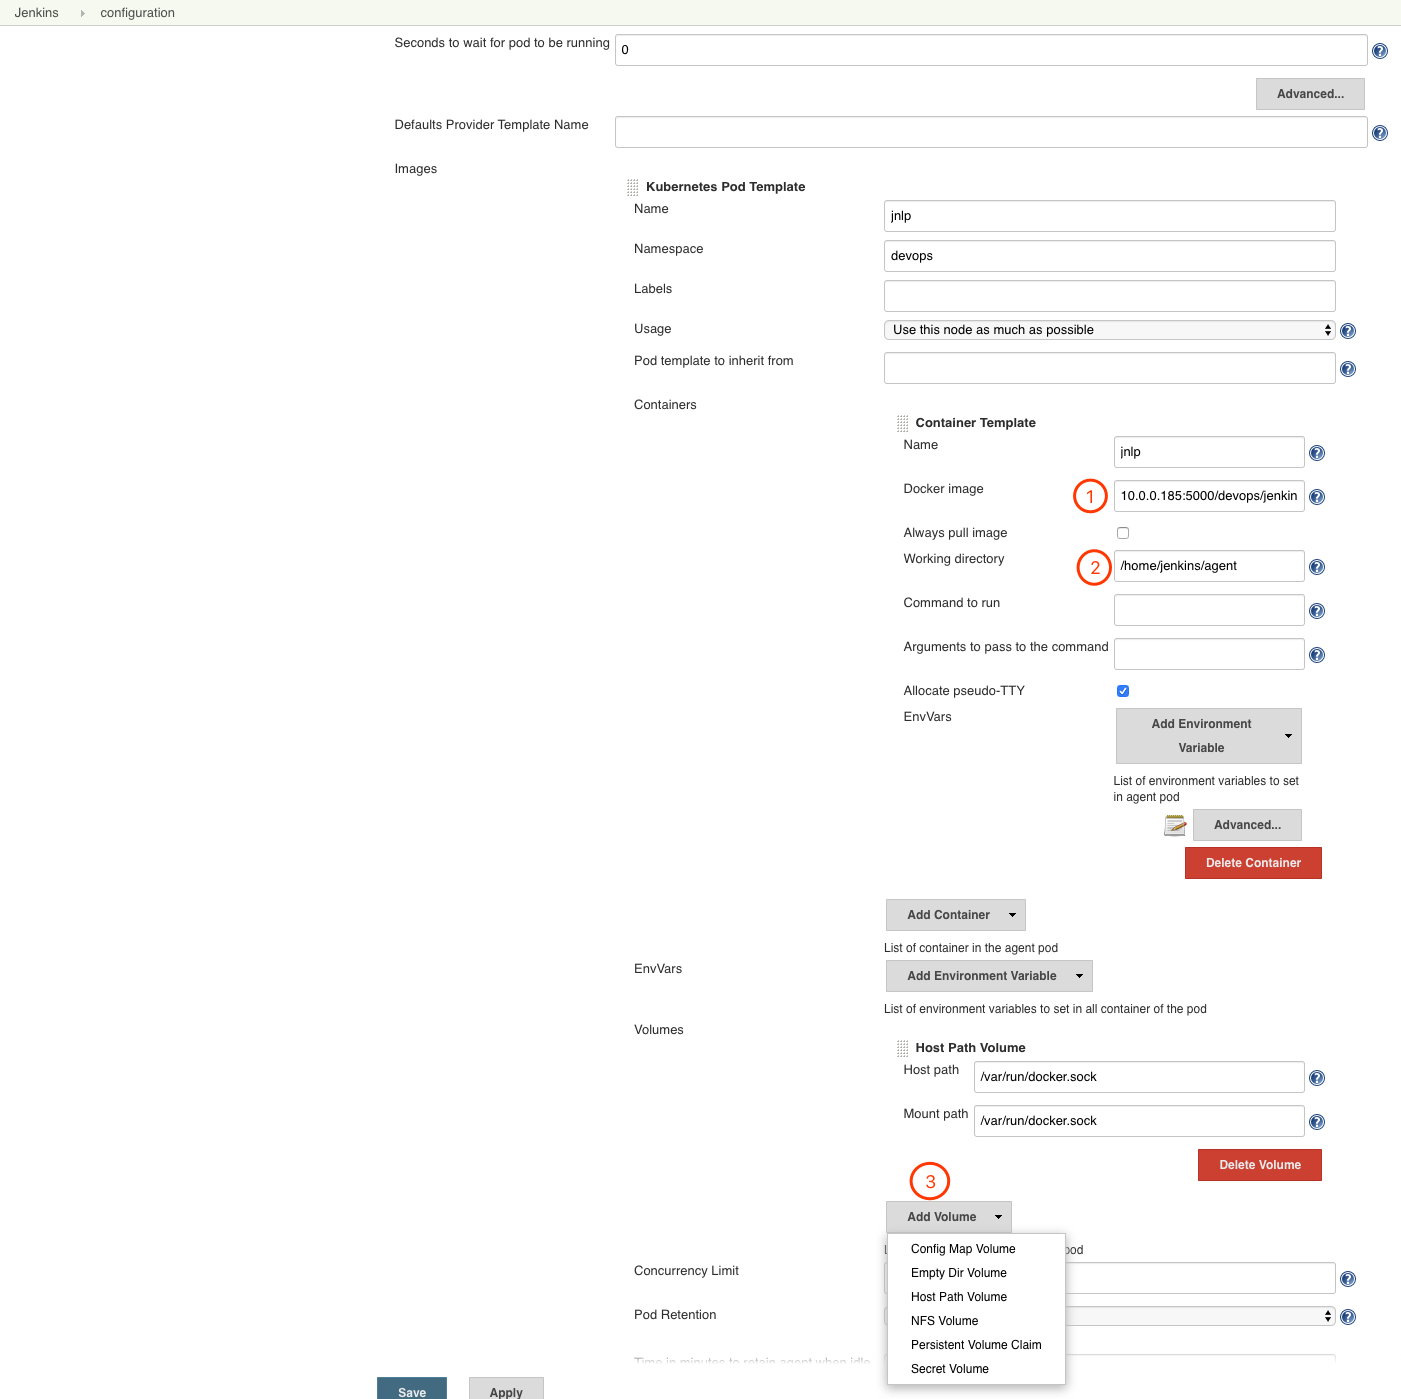 Jenkins
configuration
Seconds to wait for pod to be running
0
Advanced...
Defaults Provider Template Name
Images
Kubernetes Pod Template
Name
jnlp
Namespace
devops
Labels
Usage
Use this node as much as possible
Pod template to inherit from
Containers
Container Template
Name
jnlp
Docker image
1
10.0.0.185:5000/devops/jenkin
Always pull image
Working directory
2
/home/jenkins/agent
Command to run
Arguments to pass to the command
Allocate pseudo-TTY
EnvVars
Add Environment
Variable
List of environment variables to set
in agent pod
Advanced...
Delete Container
Add Container
List of container in the agent pod
EnvVars
Add Environment Variable
List of environment variables to set in all container of the pod
Volumes
Host Path Volume
Host path
/var/run/docker.sock
Mount path
/var/run/docker.sock
Delete Volume
3
Add Volume
Config Map Volume
Empty Dir Volume
Host Path Volume
NFS Volume
Persistent Volume Claim
Secret Volume
pod
Concurrency Limit
Pod Retention
Time in minutes to retain agent when idle
Save
Apply